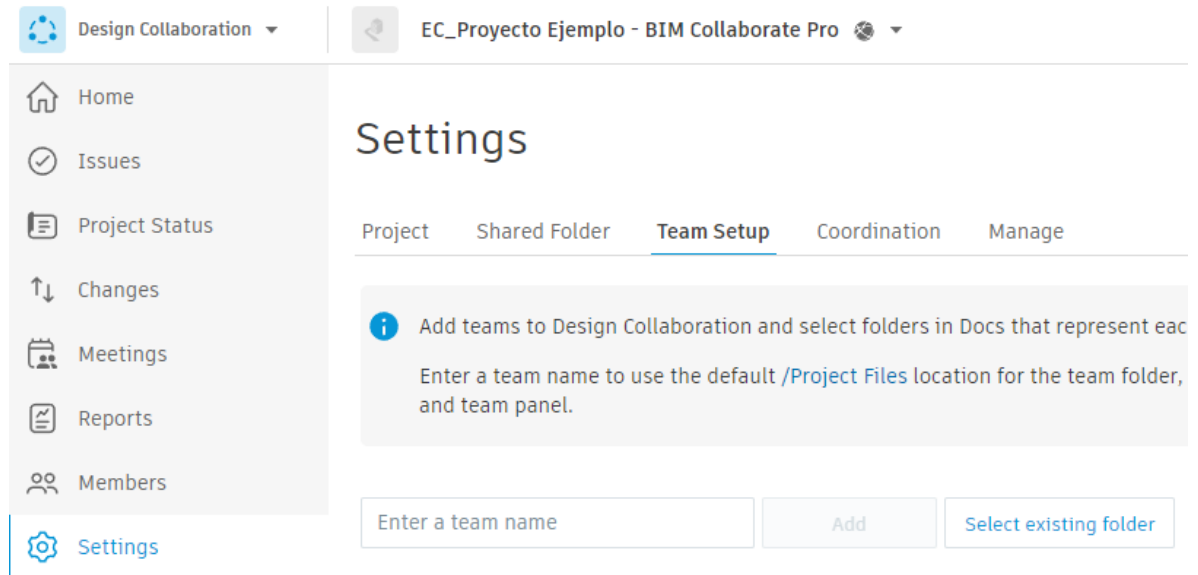 Design Collaboration
EC_Proyecto Ejemplo - BIM Collaborate Pro
Home
Issues
Project Status
Changes
Meetings
Reports
Members
Settings
Settings
Project Shared Folder Team Setup Coordination Manage
Add teams to Design Collaboration and select folders in Docs that represent eac
Enter a team name to use the default /Project Files location for the team folder,
and team panel.
Enter a team name Add Select existing folder